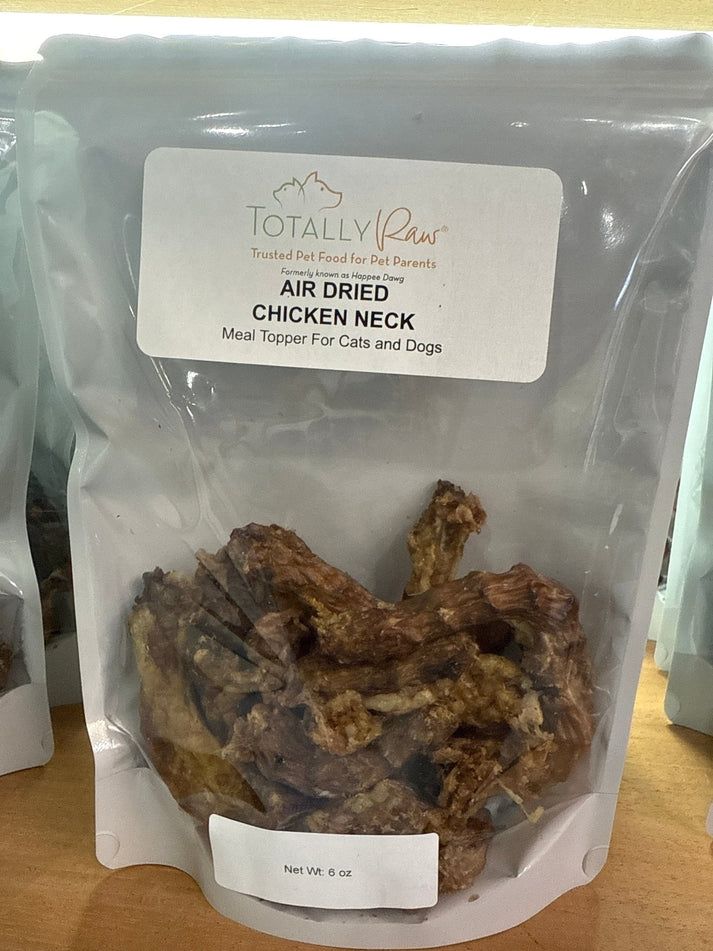 TOTALLY Raw®
Trusted Pet Food for Pet Parents
Formerly known as Happee Dawg
AIR DRIED
CHICKEN NECK
Meal Topper For Cats and Dogs
Net Wt: 6 oz